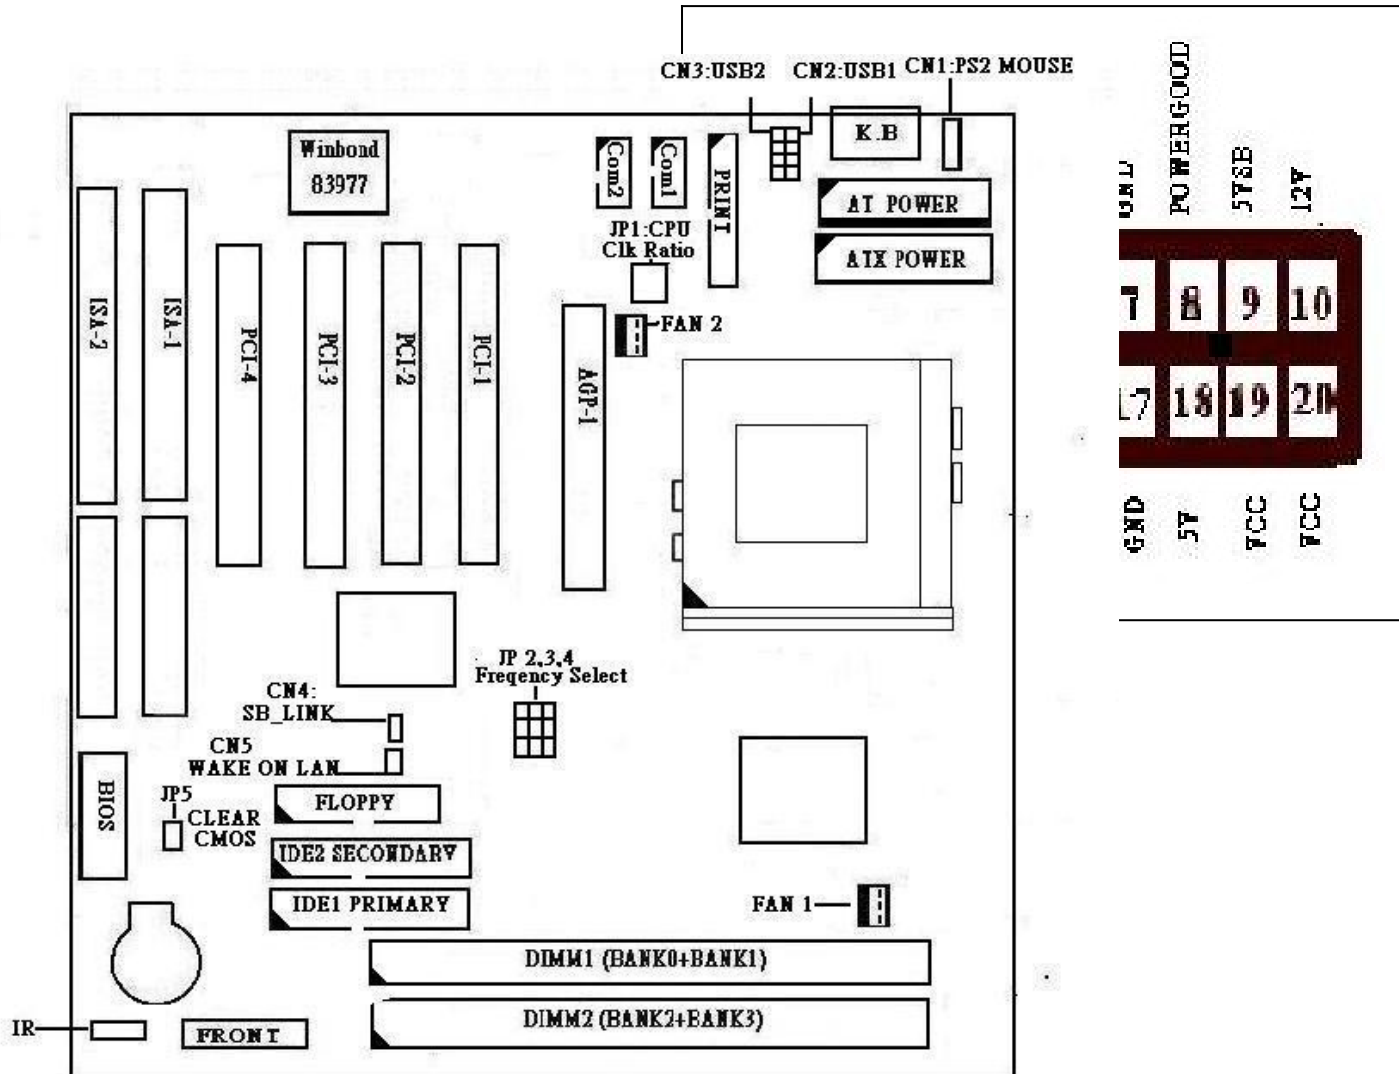 CN3:USB2
CN2:USB1
CN1:PS2 MOUSE
POWERGOOD
5VSB
12V
Winbond
83977
Com2
Com1
PRINT
K.B
AT POWER
ATX POWER
JP1:CPU
Clk Ratio
FAN 2
7
8
9
10
17
18
19
20
GND
5V
VCC
VCC
ISA-2
ISA-1
PCI-4
PCI-3
PCI-2
PCI-1
AGP-1
JP 2,3,4
Freqency Select
CN4:
SB_LINK
CN5
WAKE ON LAN
BIOS
JP5
CLEAR
CMOS
FLOPPY
IDE2 SECONDARY
IDE1 PRIMARY
FAN 1
DIMM1 (BANK0+BANK1)
DIMM2 (BANK2+BANK3)
IR
FRONT